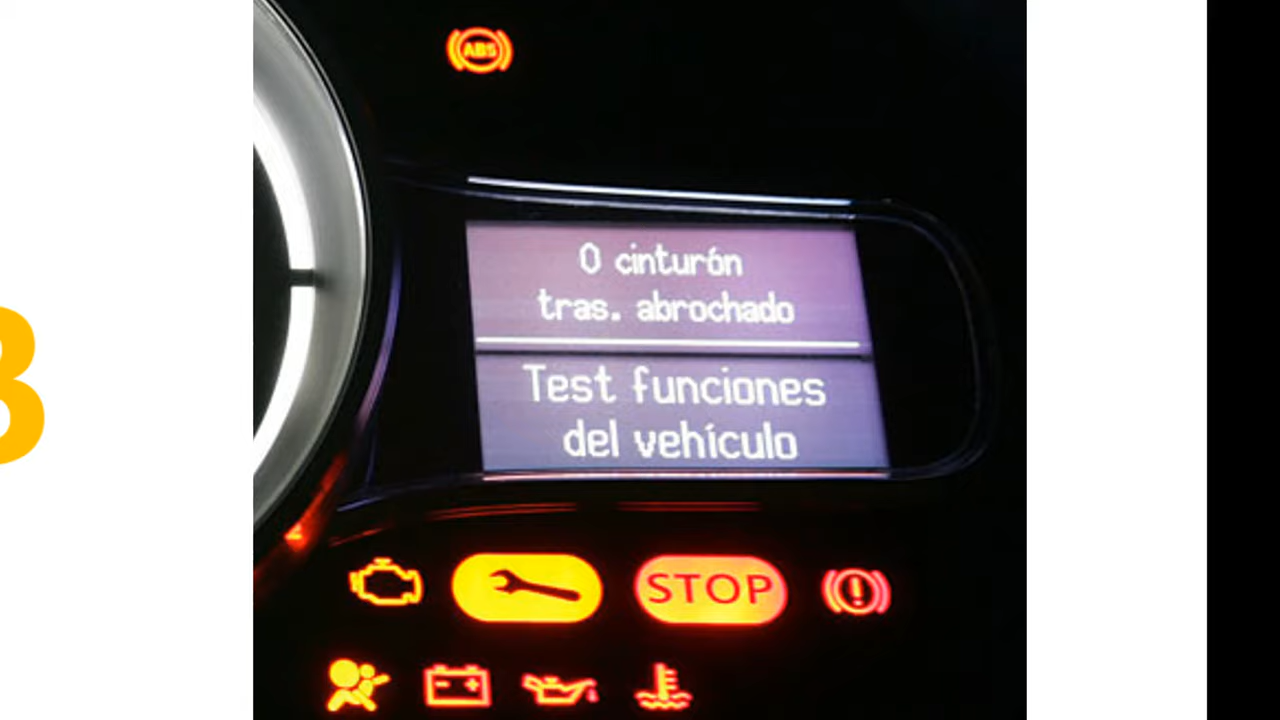 ABS
0 cinturón
tras. abrochado
Test funciones
del vehículo
STOP